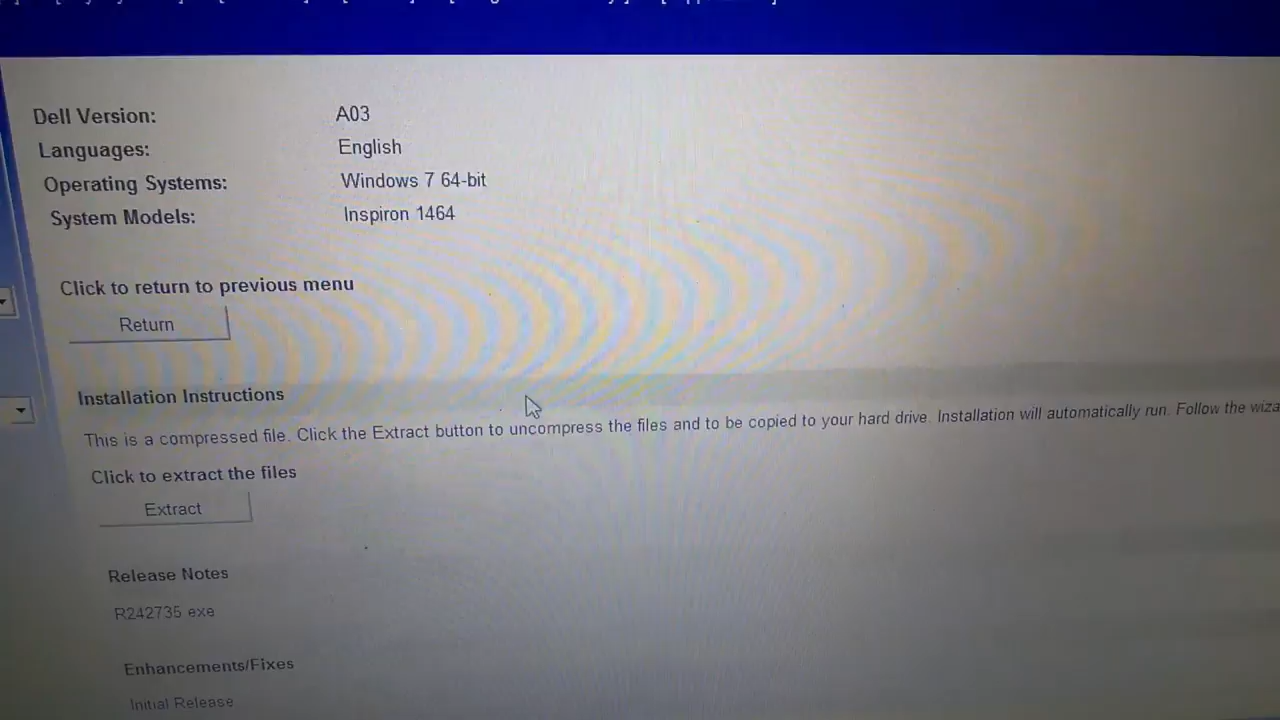 Dell Version: A03
Languages: English
Operating Systems: Windows 7 64-bit
System Models: Inspiron 1464
Click to return to previous menu
Return
Installation Instructions
This is a compressed file. Click the Extract button to uncompress the files and to be copied to your hard drive. Installation will automatically run. Follow the wiza
Click to extract the files
Extract
Release Notes
R242735 exe
Enhancements/Fixes
Initial Release